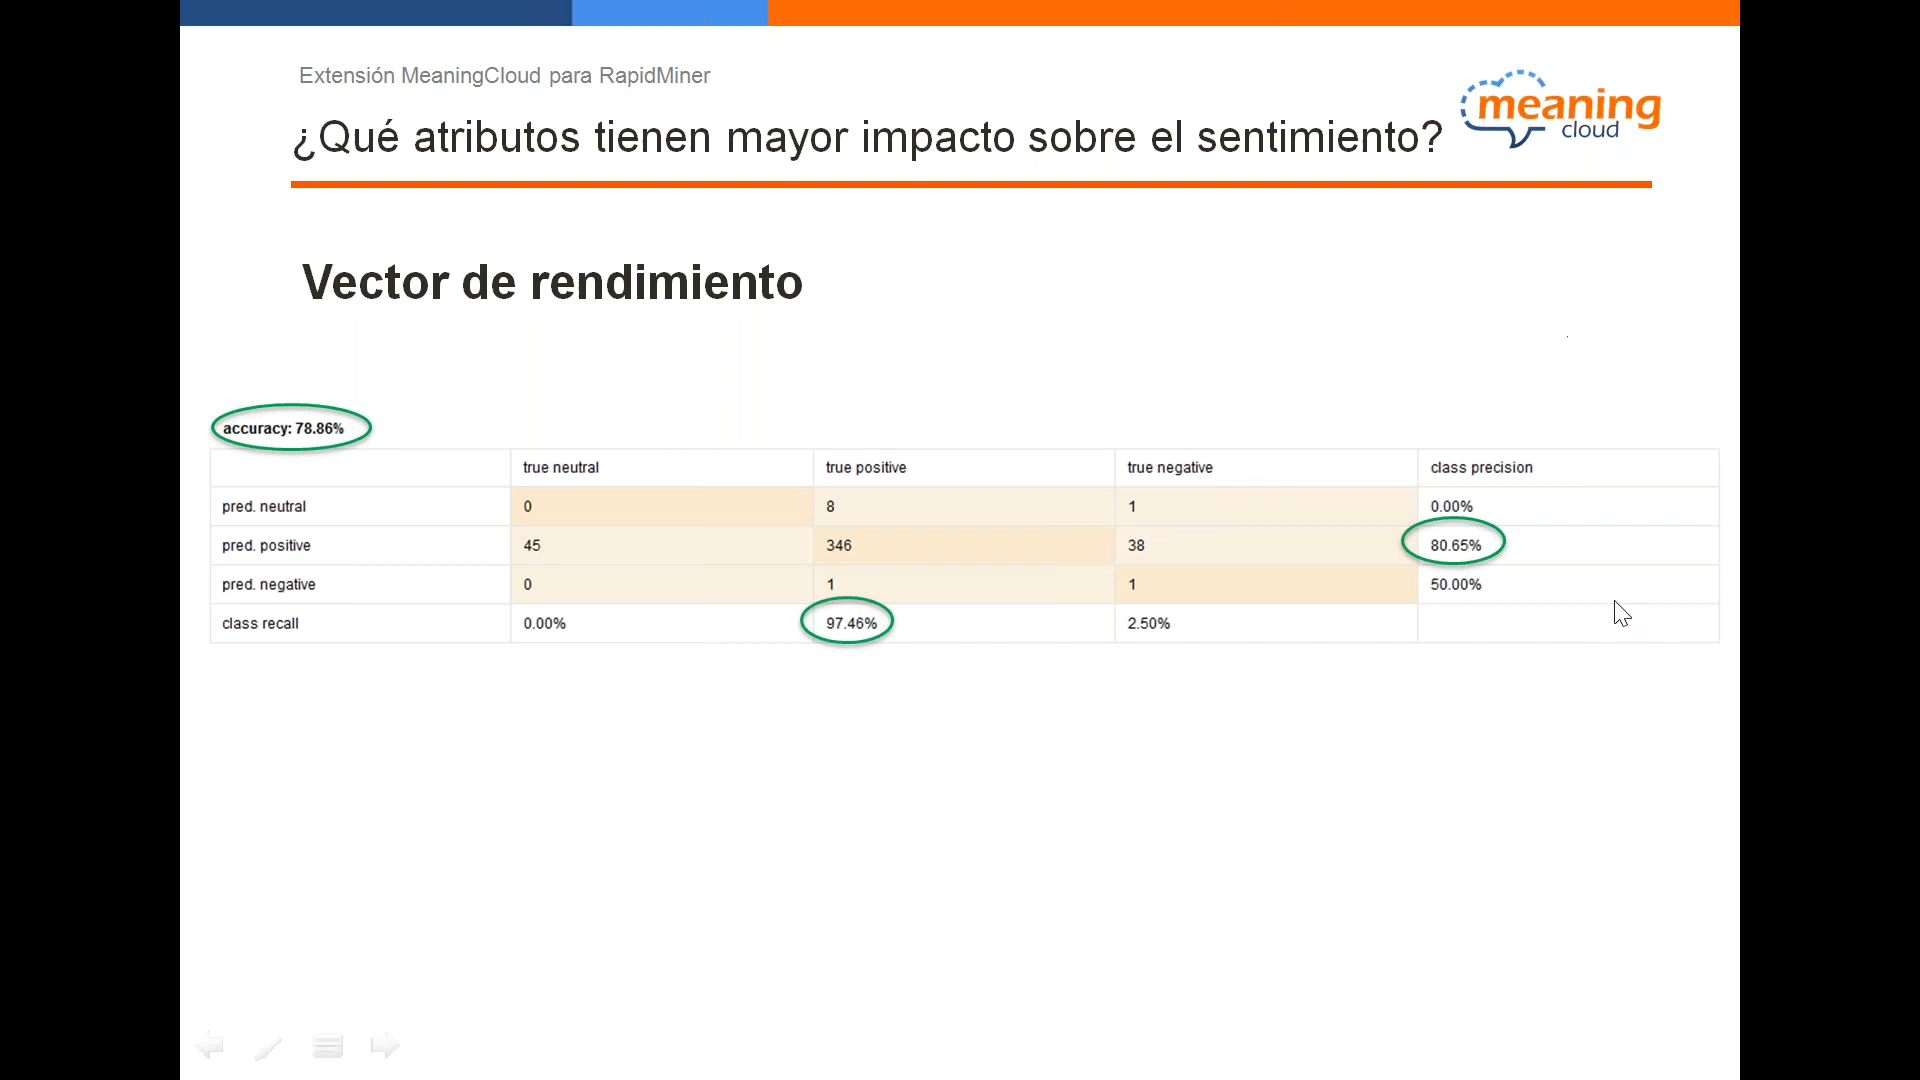 Extensión MeaningCloud para RapidMiner
¿Qué atributos tienen mayor impacto sobre el sentimiento?
meaning
cloud
Vector de rendimiento
accuracy: 78.86%
true neutral true positive true negative class precision
pred. neutral 0 8 1 0.00%
pred. positive 45 346 38 80.65%
pred. negative 0 1 1 50.00%
class recall 0.00% 97.46% 2.50%